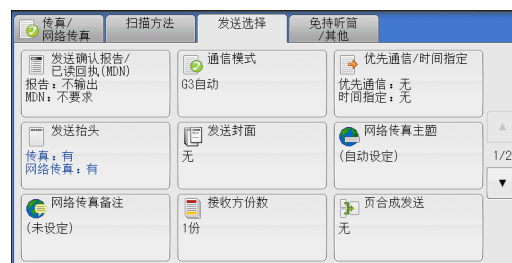 传真/
网络传真
扫描方法
发送选择
免持听筒
/其他
发送确认报告/
已读回执(MDN)
报告：不输出
MDN：不要求
通信模式
G3自动
优先通信/时间指定
优先通信：无
时间指定：无
发送抬头
传真：有
网络传真：有
发送封面
无
网络传真主题
(自动设定)
1/2
网络传真备注
(未设定)
接收方份数
1份
页合成发送
无